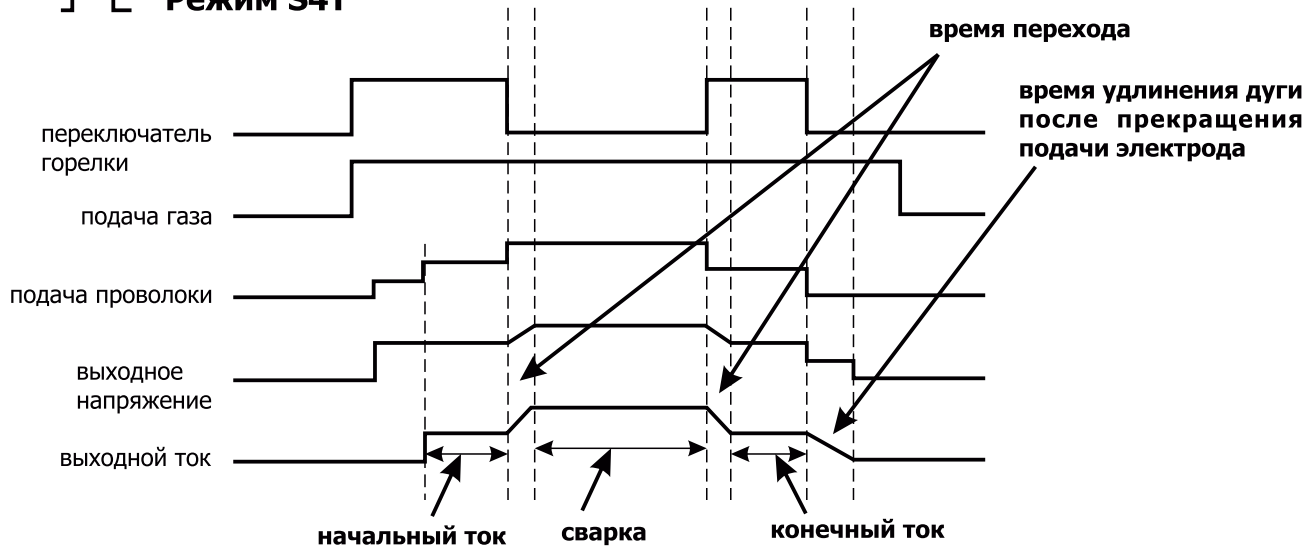 Режим S4T
время перехода
время удлинения дуги
после прекращения
подачи электрода
переключатель
горелки
подача газа
подача проволоки
выходное
напряжение
выходной ток
начальный ток
сварка
конечный ток